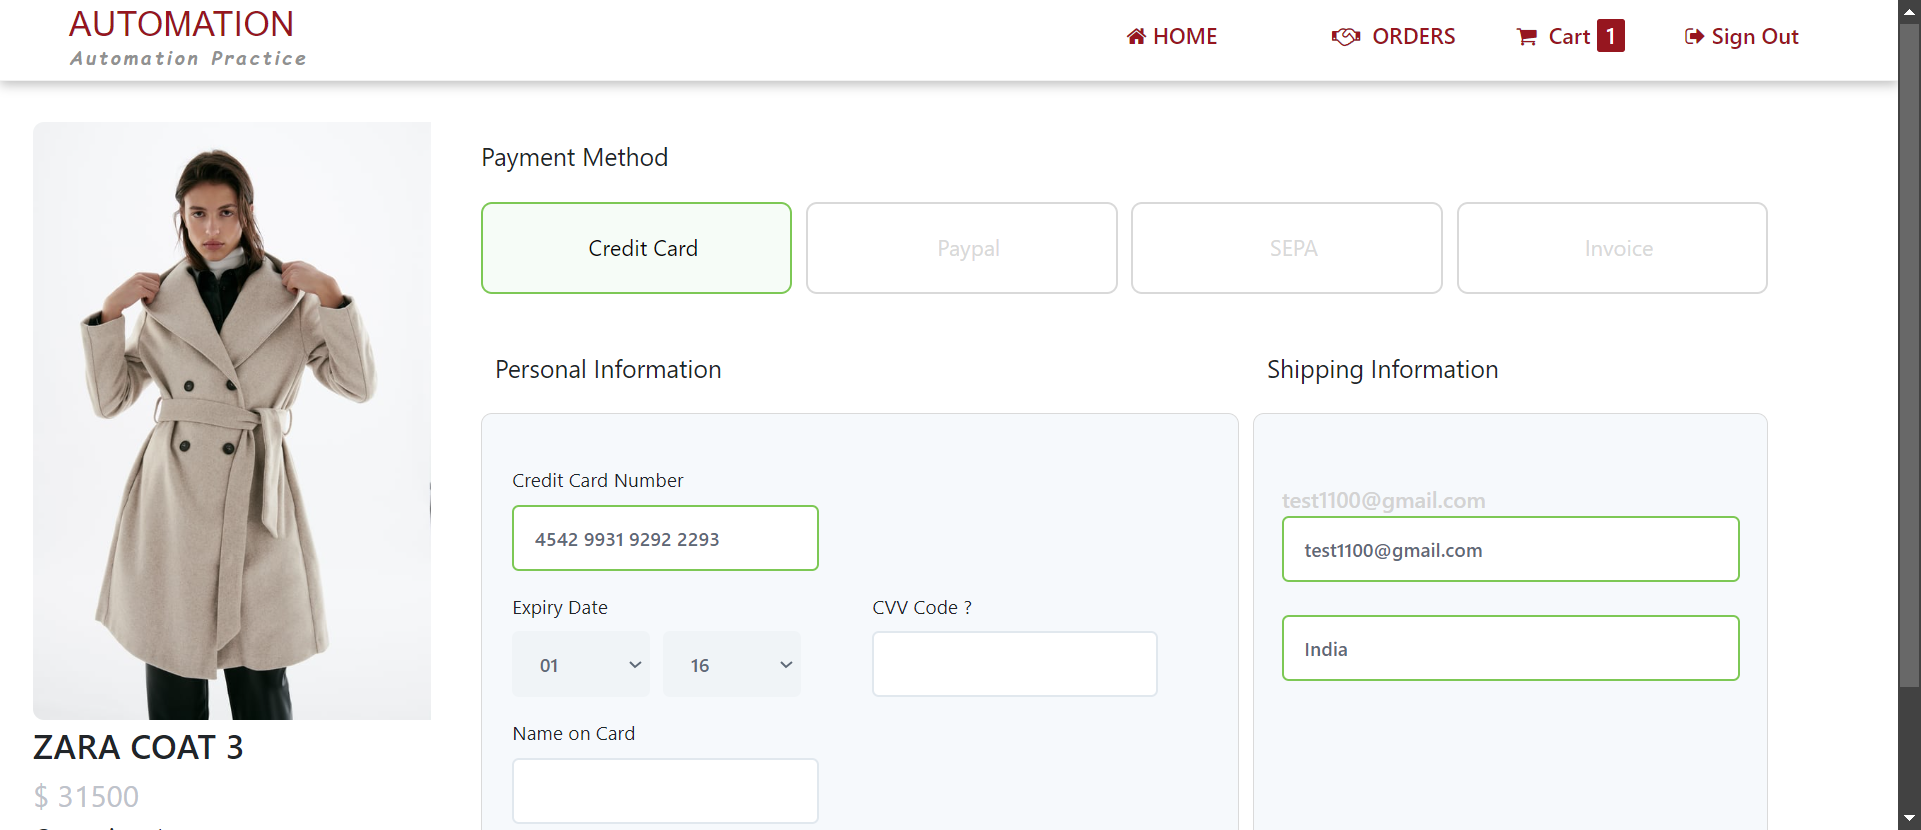 AUTOMATION
Automation Practice
HOME
ORDERS
Cart 1
Sign Out
Payment Method
Credit Card
Paypal
SEPA
Invoice
Personal Information
Shipping Information
Credit Card Number
4542 9931 9292 2293
Expiry Date
CVV Code ?
01
16
Name on Card
test1100@gmail.com
test1100@gmail.com
India
ZARA COAT 3
$ 31500